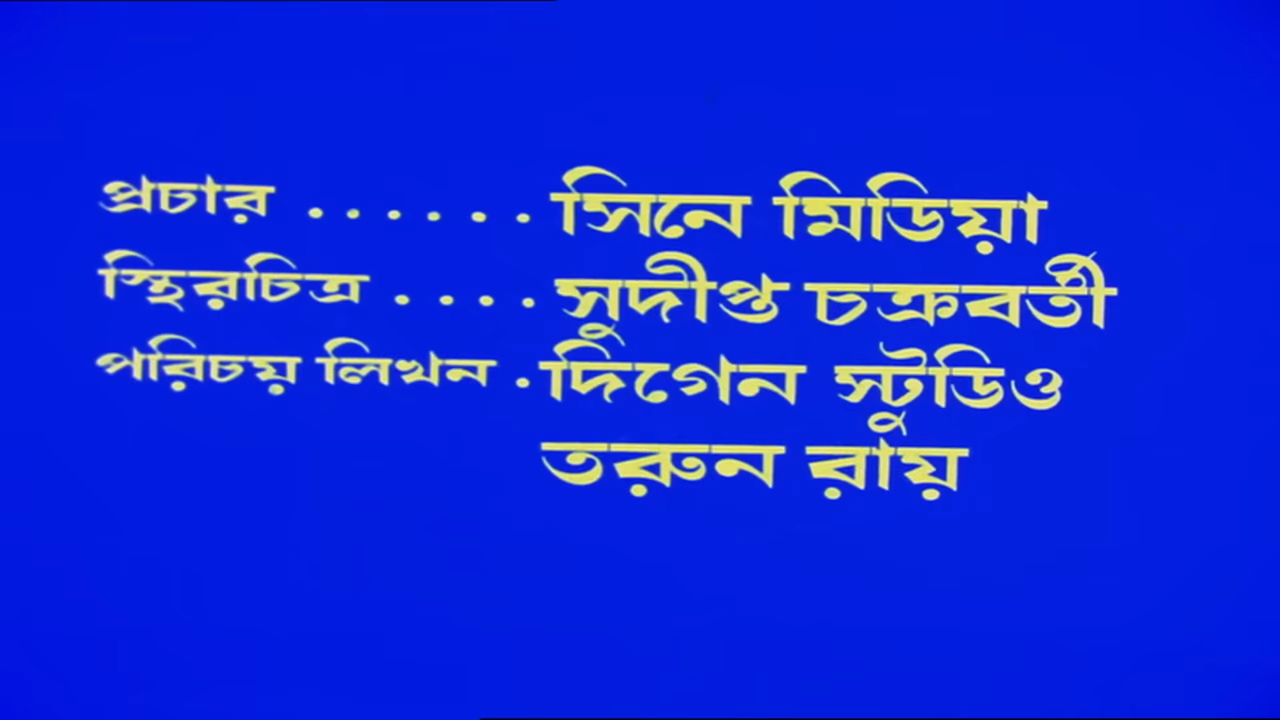 প্রচার ...... সিনে মিডিয়া
স্থিরচিত্র .... সুদীপ্ত চক্রবর্তী
পরিচয় লিখন . দিগেন স্টুডিও
তরুন রায়